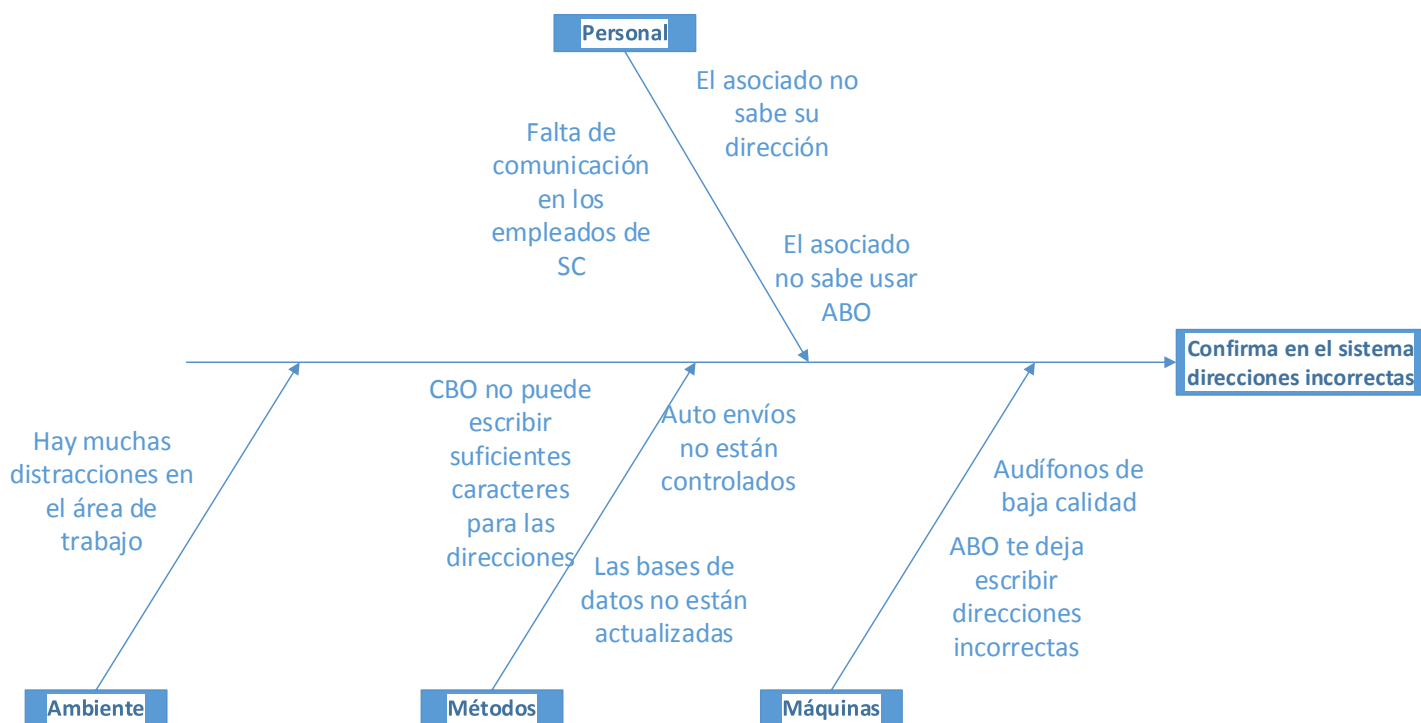 Personal
El asociado no
sabe su
dirección
Falta de
comunicación
en los
empleados de
SC
El asociado
no sabe usar
ABO
Confirma en el sistema
direcciones incorrectas
CBO no puede
escribir
suficientes
caracteres
para las
direcciones
Auto envíos
no están
controlados
Hay muchas
distracciones en
el área de
trabajo
Audífonos de
baja calidad
Las bases de
datos no están
actualizadas
ABO te deja
escribir
direcciones
incorrectas
Ambiente
Métodos
Máquinas